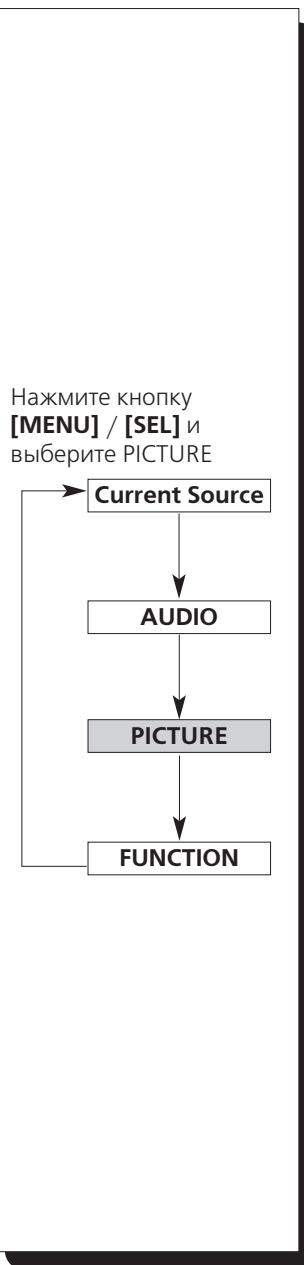 Нажмите кнопку
[MENU] / [SEL] и
выберите PICTURE
Current Source
AUDIO
PICTURE
FUNCTION